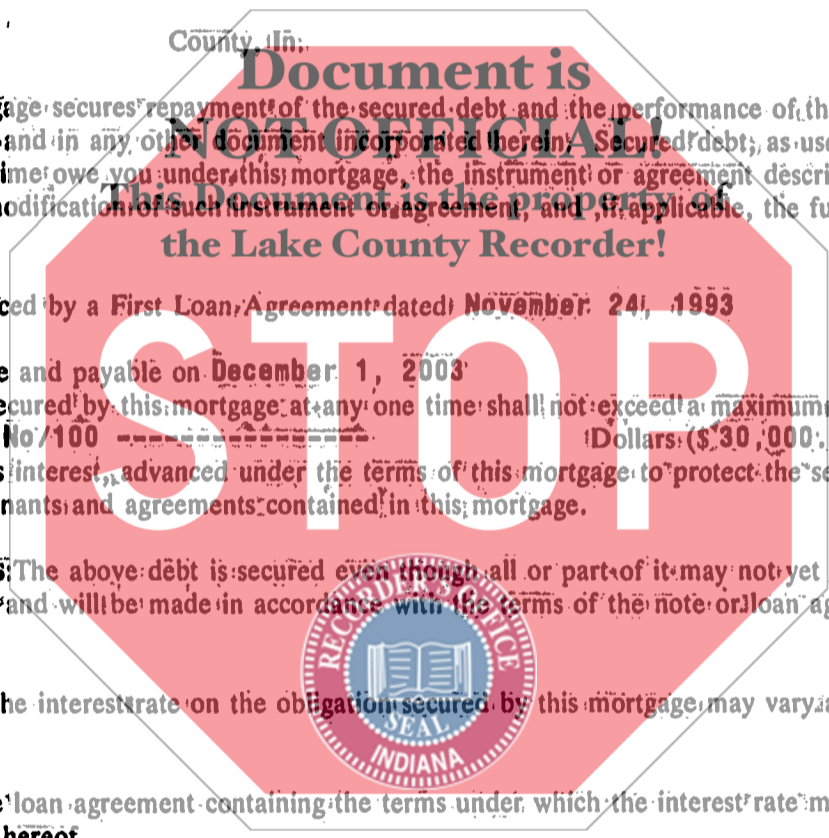 County, In.
Document is
age secures repayment of the secured debt and the performance of th
NOT OFFICIAL!
and in any other document incorporated herein. Secured debt, as use
ime owe you under this mortgage, the instrument or agreement descri
This Document is the property of
odification of such instrument or agreement, and, if applicable, the fu
the Lake County Recorder!
ced by a First Loan Agreement dated November 24, 1993
STOP
e and payable on December 1, 2003
ecured by this mortgage at any one time shall not exceed a maximum
No/100 ---------------- Dollars ($ 30,000.
s interest, advanced under the terms of this mortgage to protect the se
nants and agreements contained in this mortgage.
The above debt is secured even though all or part of it may not yet
and will be made in accordance with the terms of the note or loan ag
RECORDER'S OFFICE
he interest rate on the obligation secured by this mortgage may vary
SEAL
INDIANA
e loan agreement containing the terms under which the interest rate m
hereof